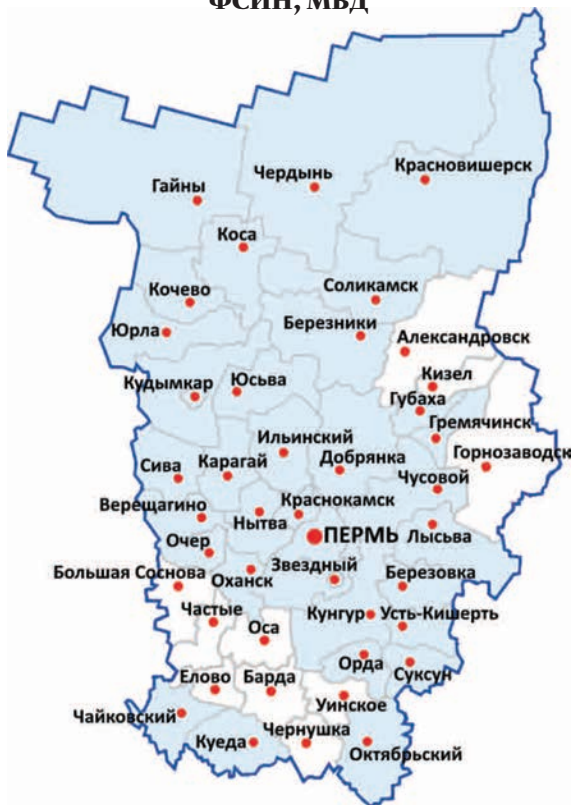 ФСИН, МВД
Красновишерск
Чердынь
Гайны
Коса
Соликамск
Кочево
Березники
Юрла
Александровск
Кизел
Юсьва
Кудымкар
Губаха
Гремячинск
Ильинский
Горнозаводск
Добрянка
Сива
Карагай
Чусовой
Верещагино
Краснокамск
Нытва
ПЕРМЬ
Лысьва
Очер
Звездный
Большая Соснова
Оханск
Березовка
Частые
Кунгур
Усть-Кишерть
Оса
Орда
Суксун
Елово
Барда
Уинское
Чайковский
Чернушка
Куеда
Октябрьский